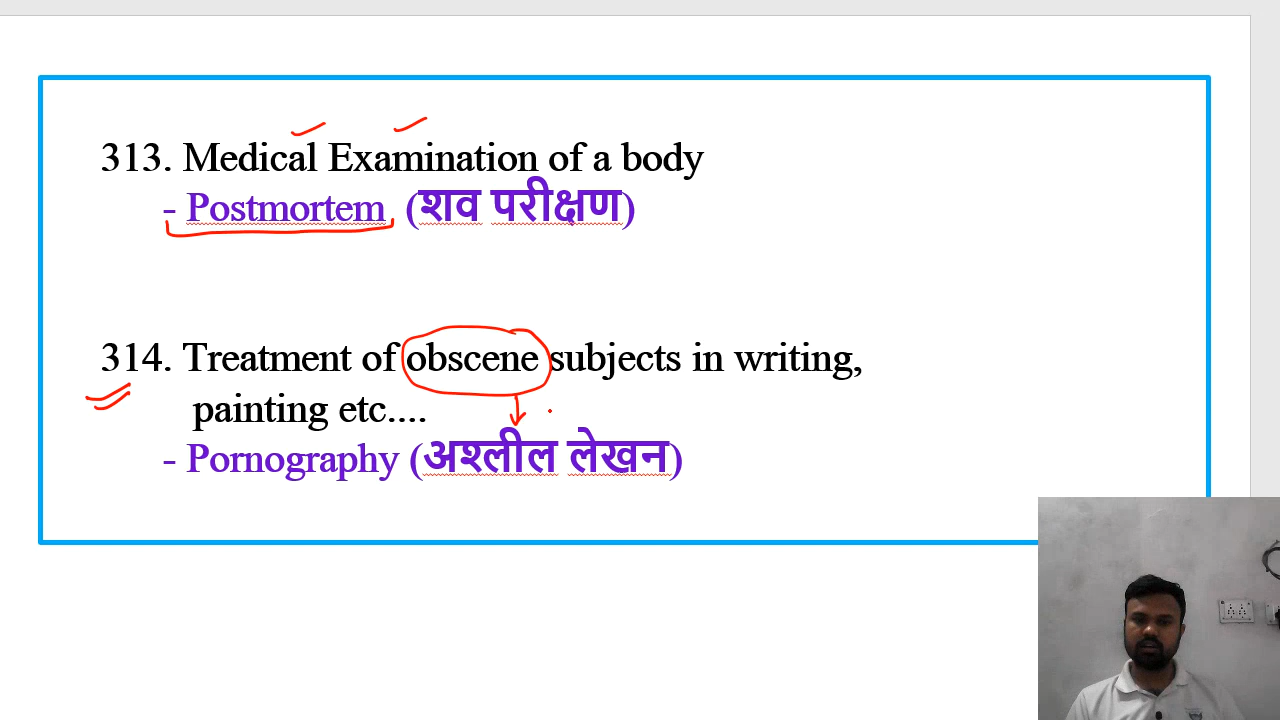 313. Medical Examination of a body
- Postmortem (शव परीक्षण)
314. Treatment of obscene subjects in writing,
painting etc....
- Pornography (अश्लील लेखन)